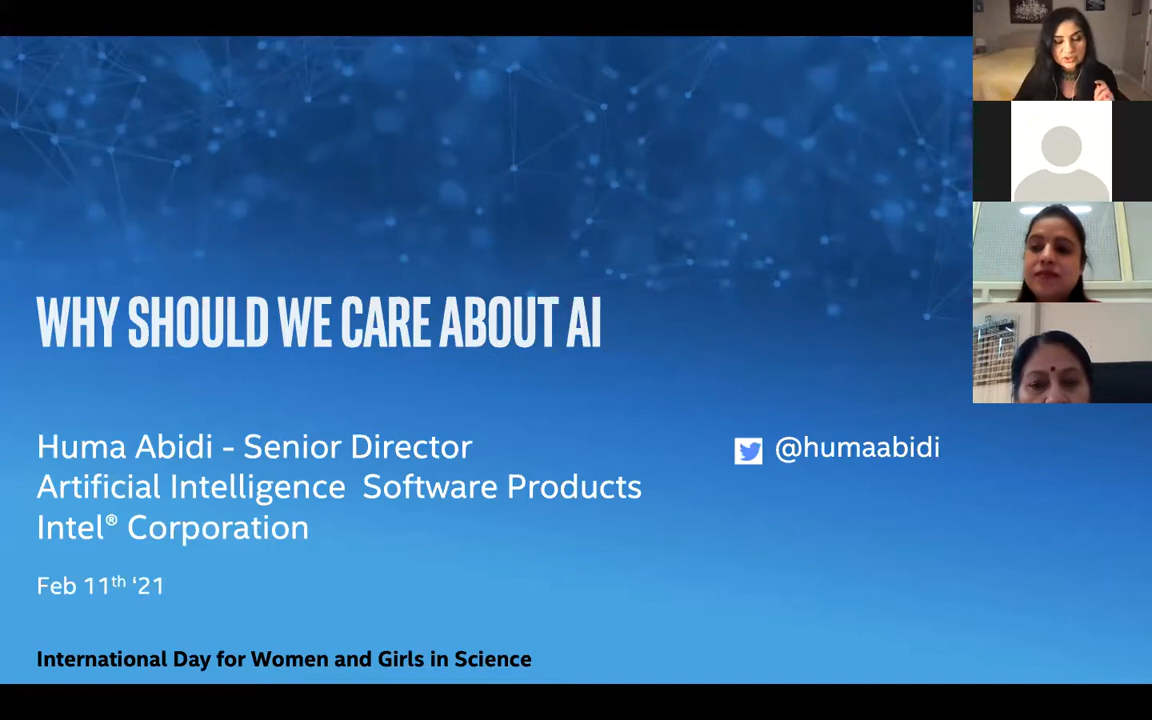 WHY SHOULD WE CARE ABOUT AI
Huma Abidi - Senior Director
@humaabidi
Artificial Intelligence Software Products
Intel® Corporation
Feb 11th ‘21
International Day for Women and Girls in Science